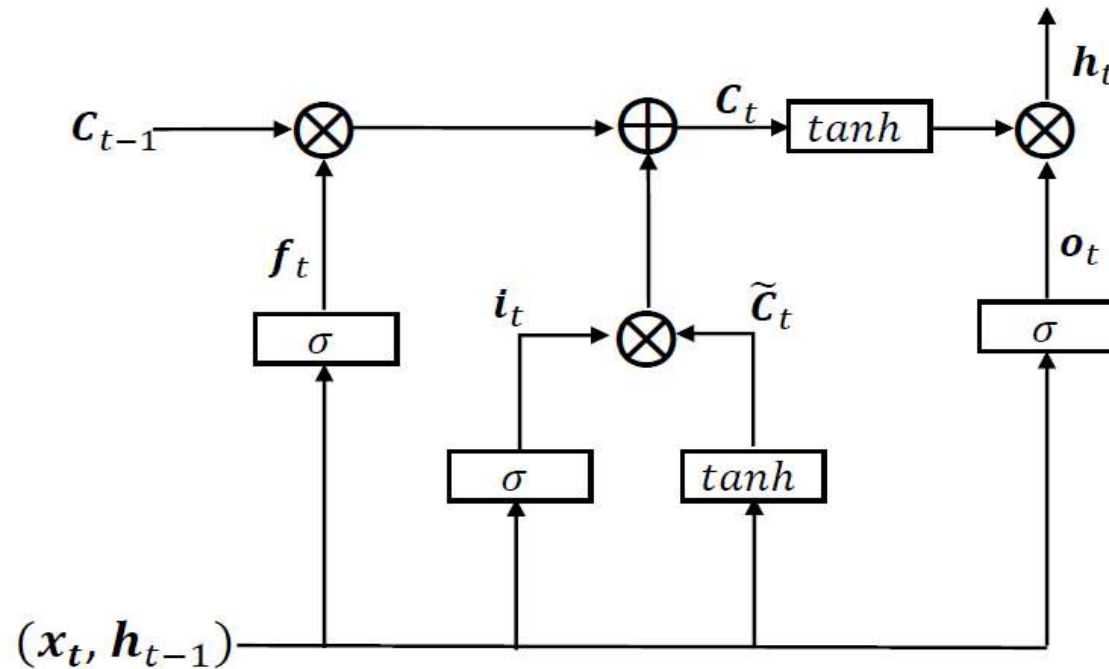 h_t
C_{t-1}
C_t
tanh
f_t
o_t
i_t
C̃_t
σ
σ
σ
tanh
(x_t, h_{t-1})